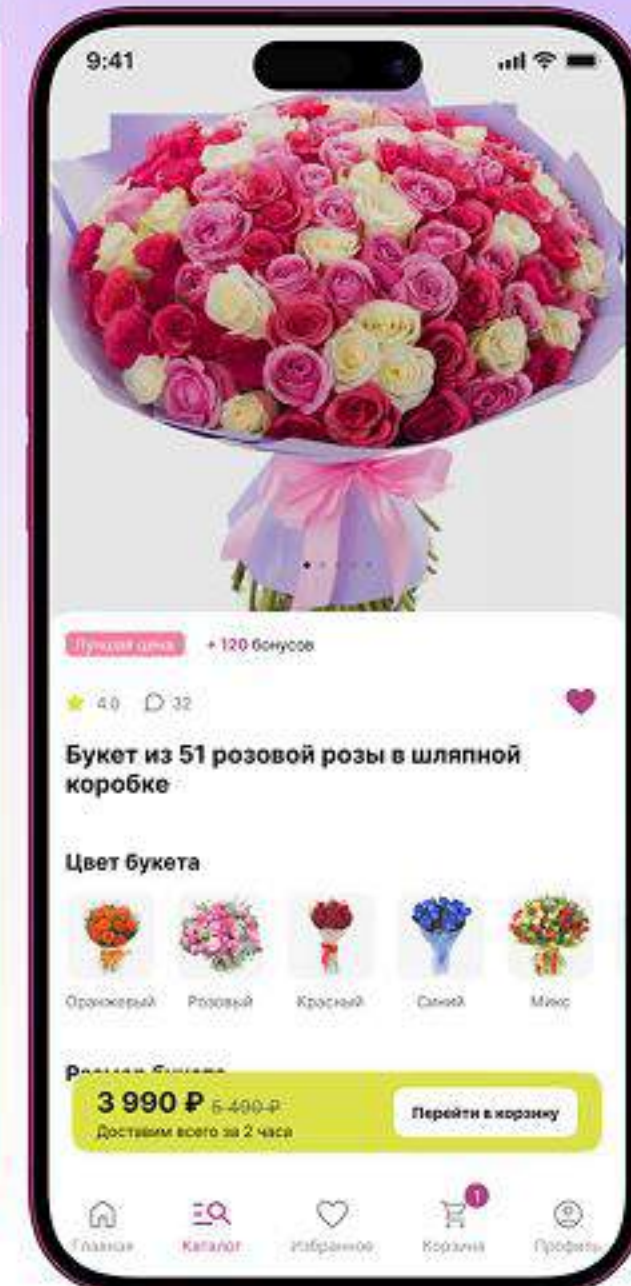 9:41
Лучшая цена
+ 120 бонусов
4.0
32
Букет из 51 розовой розы в шляпной
коробке
Цвет букета
Оранжевый
Розовый
Красный
Синий
Микс
Размер букета
3 990 ₽ 5 490 ₽
Доставим всего за 2 часа
Перейти в корзину
1
Главная
Каталог
Избранное
Корзина
Профиль